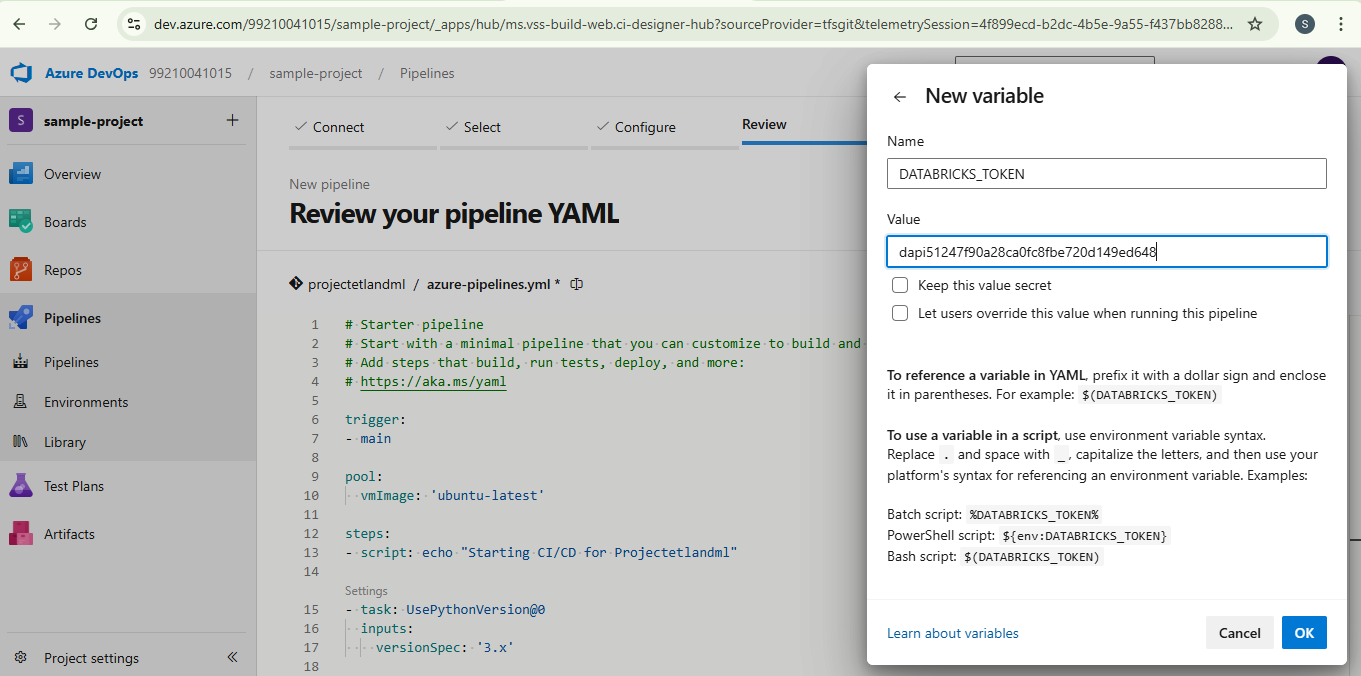 dev.azure.com/99210041015/sample-project/_apps/hub/ms.vss-build-web.ci-designer-hub?sourceProvider=tfsgit&telemetrySession=4f899ecd-b2dc-4b5e-9a55-f437bb8288...
S
Azure DevOps 99210041015 / sample-project / Pipelines
S sample-project +
Overview
Boards
Repos
Pipelines
Pipelines
Environments
Library
Test Plans
Artifacts
Project settings
Connect Select Configure Review
New pipeline
Review your pipeline YAML
projectetlandml / azure-pipelines.yml *
1 # Starter pipeline
2 # Start with a minimal pipeline that you can customize to build and
3 # Add steps that build, run tests, deploy, and more:
4 # https://aka.ms/yaml
5
6 trigger:
7 - main
8
9 pool:
10 vmImage: 'ubuntu-latest'
11
12 steps:
13 - script: echo "Starting CI/CD for Projectetlandml"
14
Settings
15 - task: UsePythonVersion@0
16 inputs:
17 versionSpec: '3.x'
18
New variable
Name
DATABRICKS_TOKEN
Value
dapi51247f90a28ca0fc8fbe720d149ed648
Keep this value secret
Let users override this value when running this pipeline
To reference a variable in YAML, prefix it with a dollar sign and enclose
it in parentheses. For example: $(DATABRICKS_TOKEN)
To use a variable in a script, use environment variable syntax.
Replace . and space with _, capitalize the letters, and then use your
platform's syntax for referencing an environment variable. Examples:
Batch script: %DATABRICKS_TOKEN%
PowerShell script: ${env:DATABRICKS_TOKEN}
Bash script: $(DATABRICKS_TOKEN)
Learn about variables
Cancel
OK